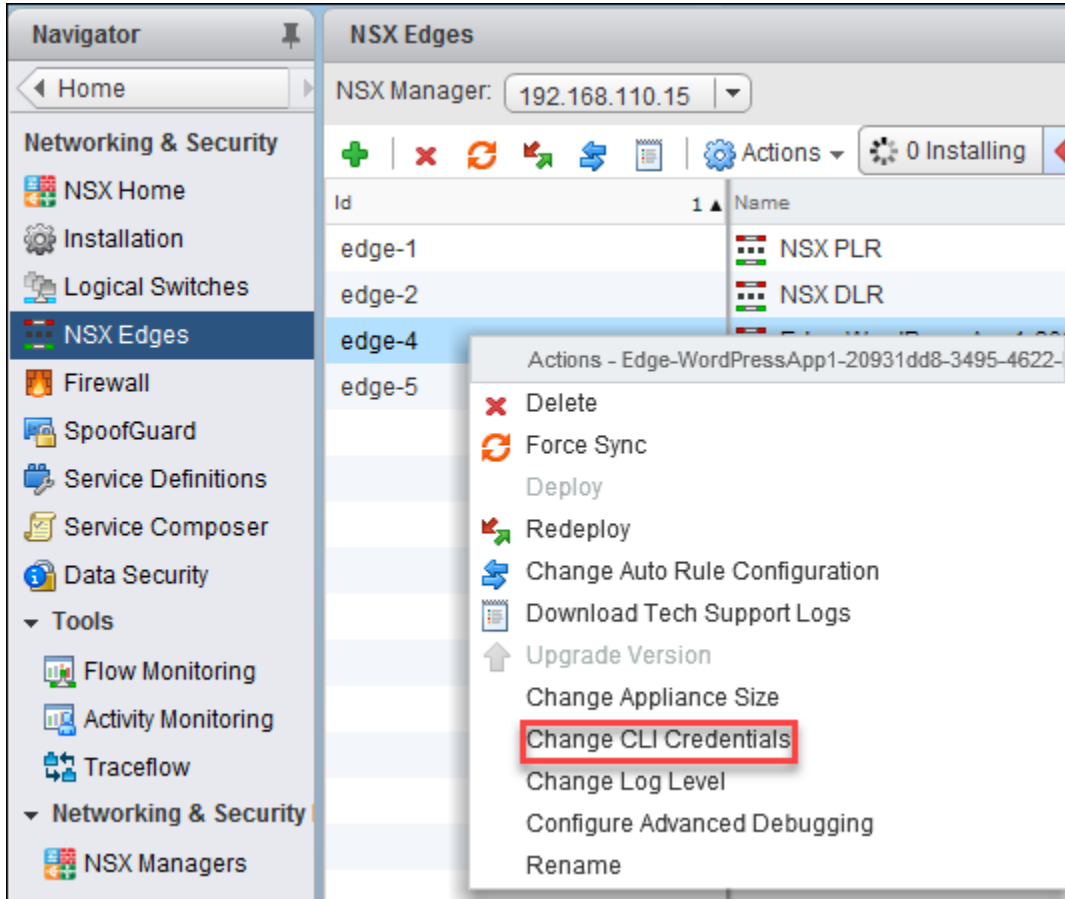 Navigator
Home
Networking & Security
NSX Home
Installation
Logical Switches
NSX Edges
Firewall
SpoofGuard
Service Definitions
Service Composer
Data Security
Tools
Flow Monitoring
Activity Monitoring
Traceflow
Networking & Security
NSX Managers
NSX Edges
NSX Manager: 192.168.110.15
Actions 0 Installing
Id 1 Name
edge-1 NSX PLR
edge-2 NSX DLR
edge-4
edge-5
Actions - Edge-WordPressApp1-20931dd8-3495-4622-
Delete
Force Sync
Deploy
Redeploy
Change Auto Rule Configuration
Download Tech Support Logs
Upgrade Version
Change Appliance Size
Change CLI Credentials
Change Log Level
Configure Advanced Debugging
Rename